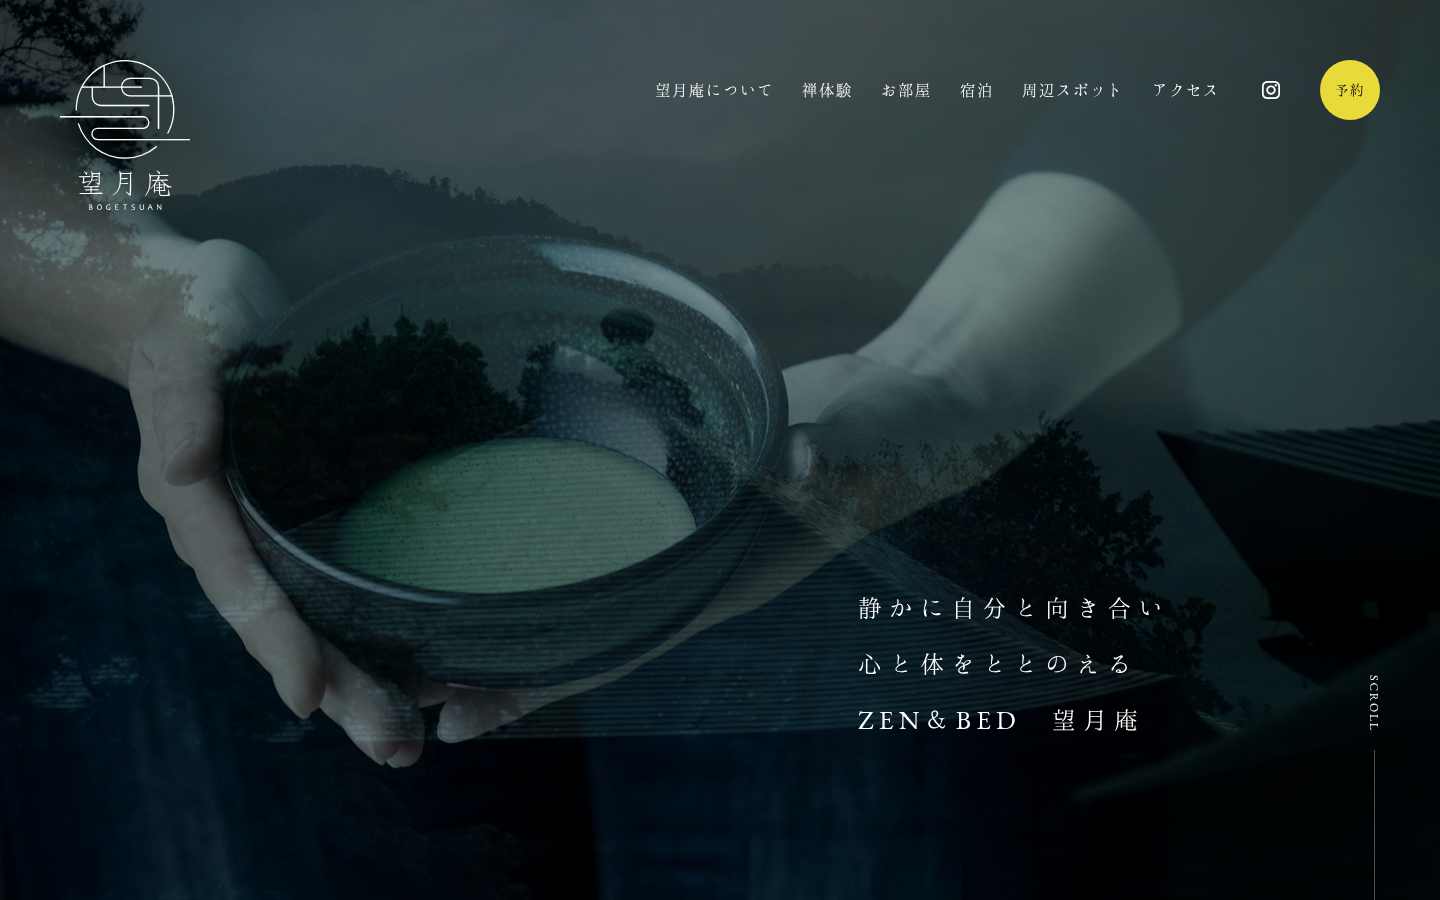 望月庵
BOGETSUAN
望月庵について
禅体験
お部屋
宿泊
周辺スポット
アクセス
予約
静かに自分と向き合い
心と体をととのえる
ZEN＆BED　望月庵
SCROLL